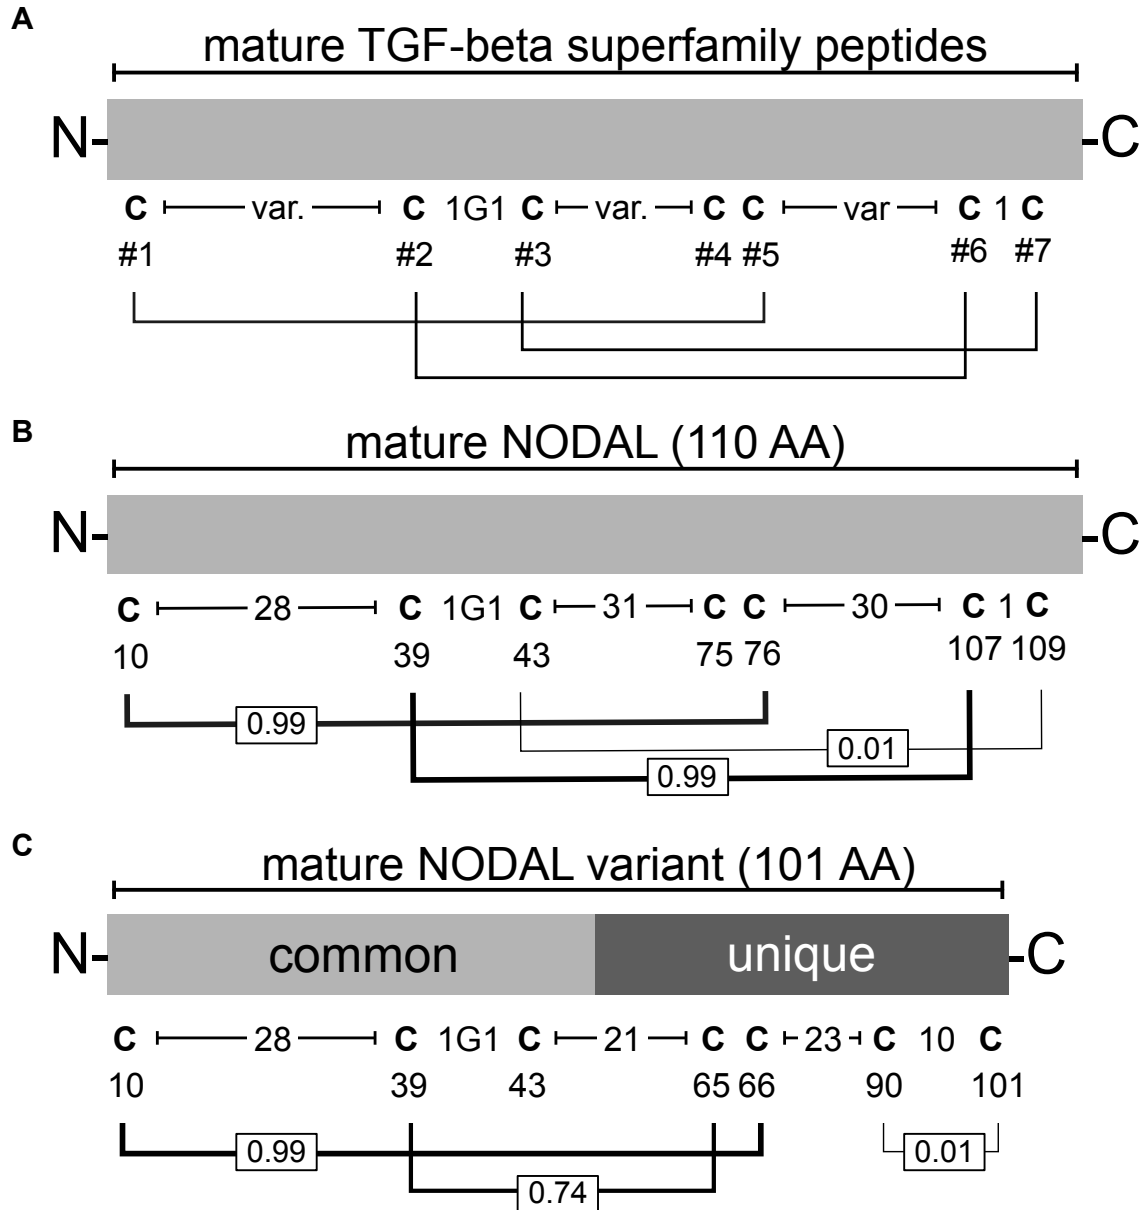 A
mature TGF-beta superfamily peptides
N C
C var. C 1G1 C var. C C var C 1 C
#1 #2 #3 #4 #5 #6 #7
B
mature NODAL (110 AA)
N C
C 28 C 1G1 C 31 C C 30 C 1 C
10 39 43 75 76 107 109
0.99 0.01
0.99
C
mature NODAL variant (101 AA)
N common unique C
C 28 C 1G1 C 21 C C 23 C 10 C
10 39 43 65 66 90 101
0.99 0.01
0.74